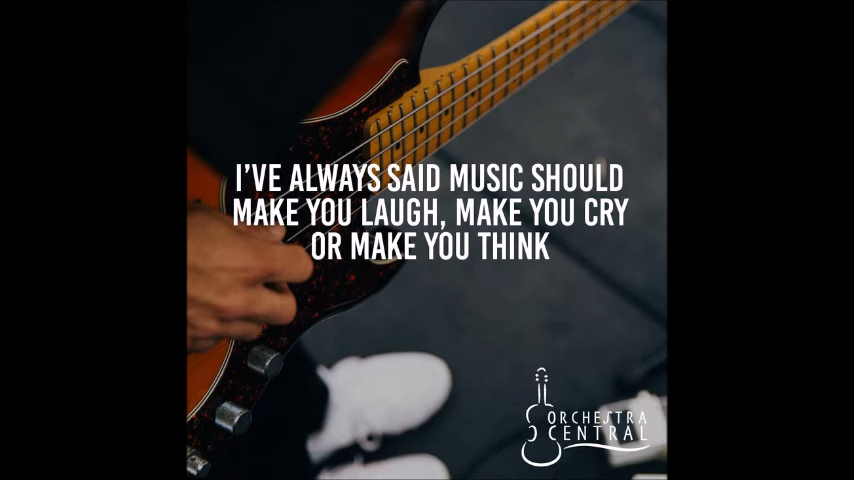 I'VE ALWAYS SAID MUSIC SHOULD
MAKE YOU LAUGH, MAKE YOU CRY
OR MAKE YOU THINK
ORCHESTRA
CENTRAL